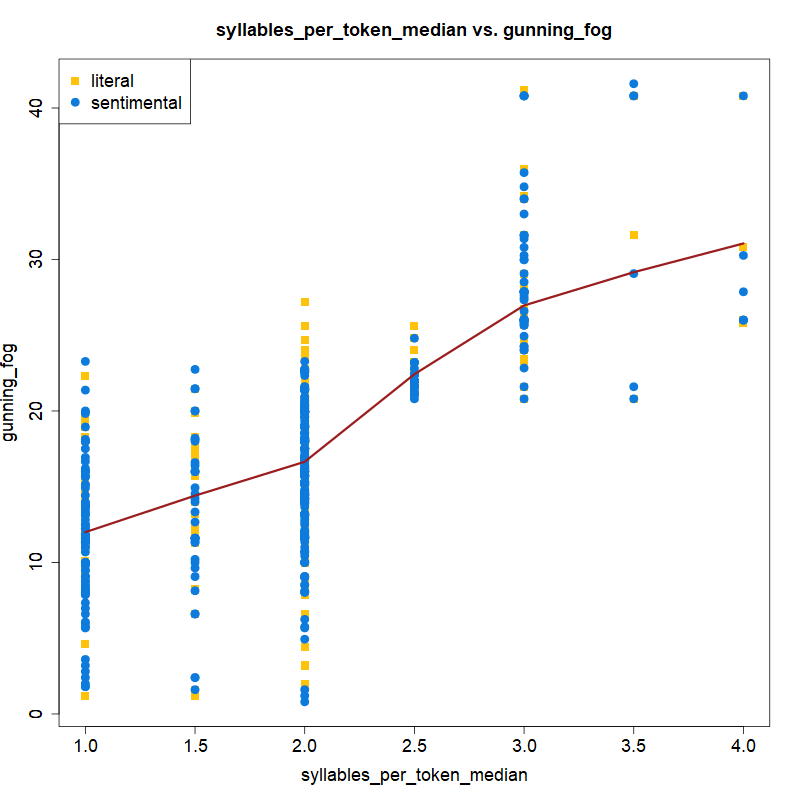 syllables_per_token_median vs. gunning_fog
literal
sentimental
gunning_fog
0
10
20
30
40
1.0 1.5 2.0 2.5 3.0 3.5 4.0
syllables_per_token_median